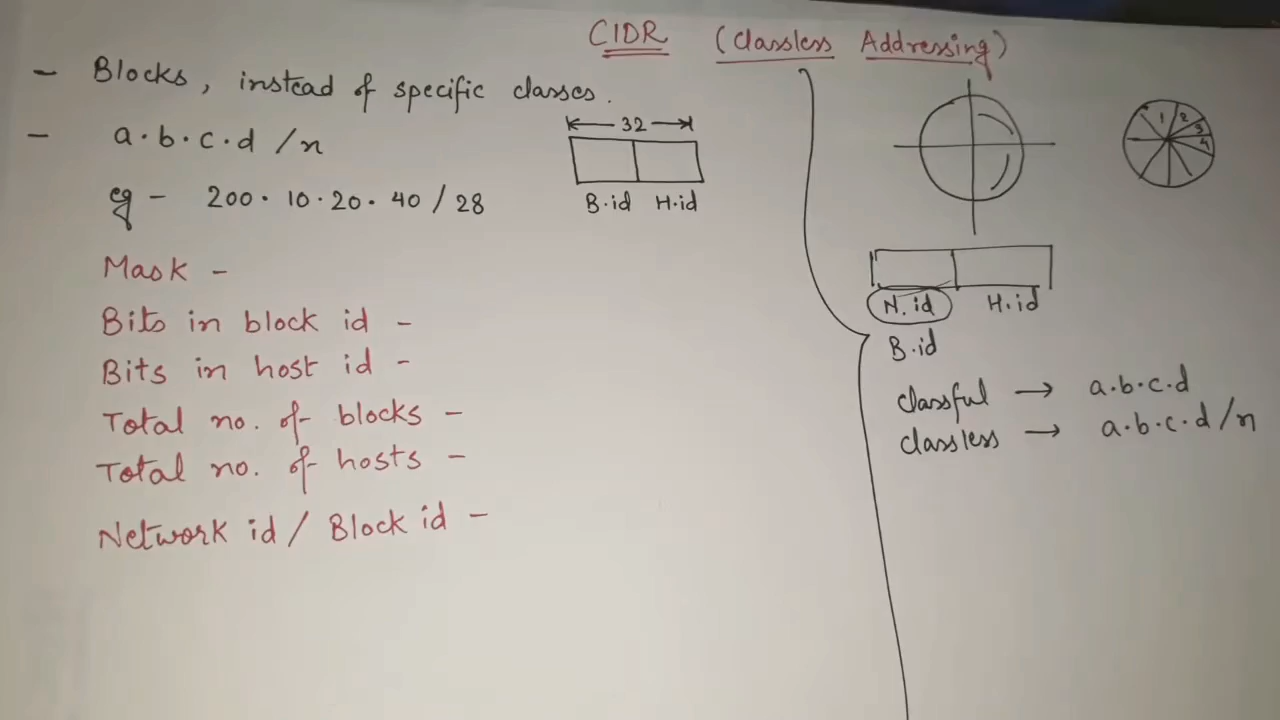 CIDR (Classless Addressing)
- Blocks, instead of specific classes.
- a.b.c.d /n
32
B.id H.id
eg - 200.10.20.40/28
Mask -
Bits in block id -
Bits in host id -
Total no. of blocks -
Total no. of hosts -
Network id / Block id -
1 2 3 4
N.id H.id
B.id
classful → a.b.c.d
classless → a.b.c.d/n